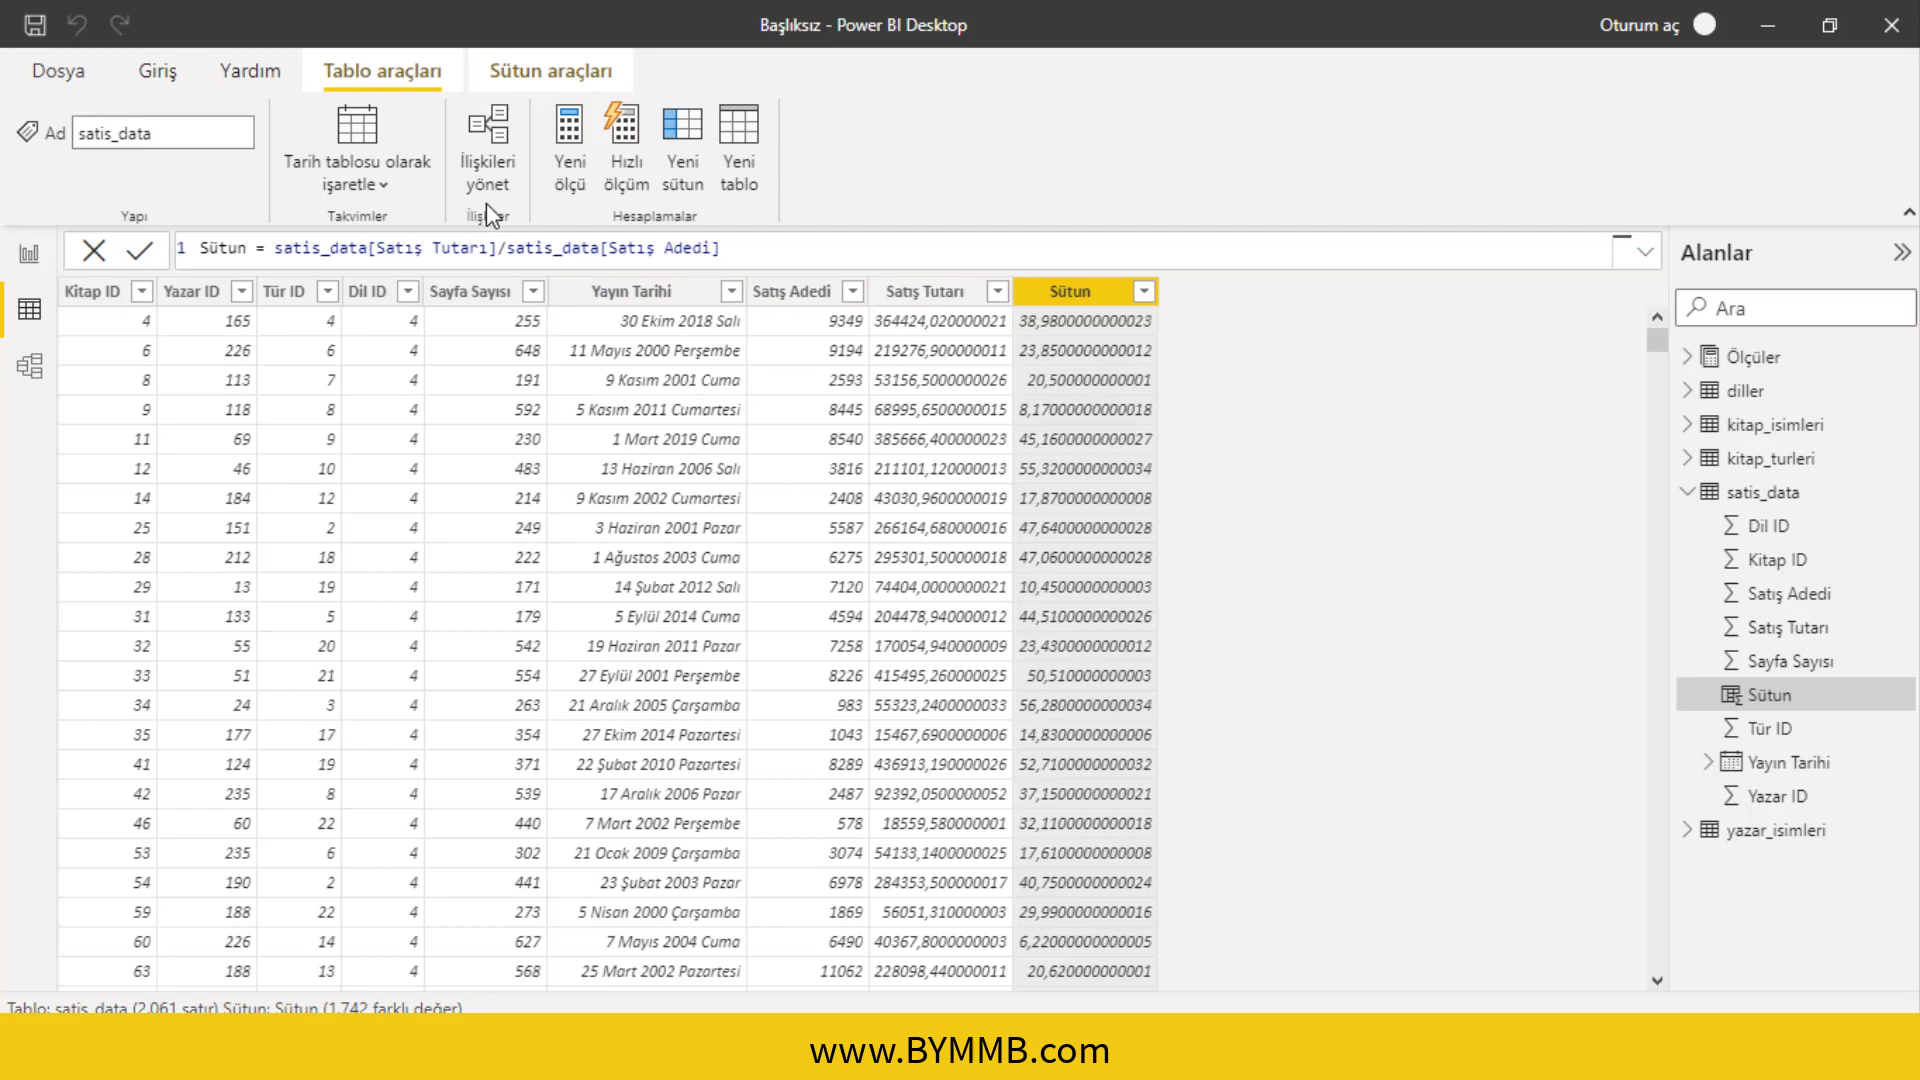 Başlıksız - Power BI Desktop
Oturum aç
Dosya Giriş Yardım Tablo araçları Sütun araçları
Ad satis_data
Tarih tablosu olarak işaretle
İlişkileri yönet
Yeni ölçü
Hızlı ölçüm
Yeni sütun
Yeni tablo
Yapı Takvimler Hesaplamalar
1 Sütun = satis_data[Satış Tutarı]/satis_data[Satış Adedi]
Kitap ID Yazar ID Tür ID Dil ID Sayfa Sayısı Yayın Tarihi Satış Adedi Satış Tutarı Sütun
4 165 4 4 255 30 Ekim 2018 Salı 9349 364424,020000021 38,9800000000023
6 226 6 4 648 11 Mayıs 2000 Perşembe 9194 219276,900000011 23,8500000000012
8 113 7 4 191 9 Kasım 2001 Cuma 2593 53156,5000000026 20,500000000001
9 118 8 4 592 5 Kasım 2011 Cumartesi 8445 68995,6500000015 8,17000000000018
11 69 9 4 230 1 Mart 2019 Cuma 8540 385666,400000023 45,1600000000027
12 46 10 4 483 13 Haziran 2006 Salı 3816 211101,120000013 55,3200000000034
14 184 12 4 214 9 Kasım 2002 Cumartesi 2408 43030,9600000019 17,8700000000008
25 151 2 4 249 3 Haziran 2001 Pazar 5587 266164,680000016 47,6400000000028
28 212 18 4 222 1 Ağustos 2003 Cuma 6275 295301,500000018 47,0600000000028
29 13 19 4 171 14 Şubat 2012 Salı 7120 74404,0000000021 10,4500000000003
31 133 5 4 179 5 Eylül 2014 Cuma 4594 204478,940000012 44,5100000000026
32 55 20 4 542 19 Haziran 2011 Pazar 7258 170054,940000009 23,4300000000012
33 51 21 4 554 27 Eylül 2001 Perşembe 8226 415495,260000025 50,510000000003
34 24 3 4 263 21 Aralık 2005 Çarşamba 983 55323,2400000033 56,2800000000034
35 177 17 4 354 27 Ekim 2014 Pazartesi 1043 15467,6900000006 14,8300000000006
41 124 19 4 371 22 Şubat 2010 Pazartesi 8289 436913,190000026 52,7100000000032
42 235 8 4 539 17 Aralık 2006 Pazar 2487 92392,0500000052 37,1500000000021
46 60 22 4 440 7 Mart 2002 Perşembe 578 18559,580000001 32,1100000000018
53 235 6 4 302 21 Ocak 2009 Çarşamba 3074 54133,1400000025 17,6100000000008
54 190 2 4 441 23 Şubat 2003 Pazar 6978 284353,500000017 40,7500000000024
59 188 22 4 273 5 Nisan 2000 Çarşamba 1869 56051,310000003 29,9900000000016
60 226 14 4 627 7 Mayıs 2004 Cuma 6490 40367,8000000003 6,22000000000005
63 188 13 4 568 25 Mart 2002 Pazartesi 11062 228098,440000011 20,620000000001
Tablo: satis_data (2.061 satır) Sütun: Sütun (1.742 farklı değer)
Alanlar
Ara
Ölçüler
diller
kitap_isimleri
kitap_turleri
satis_data
Dil ID
Kitap ID
Satış Adedi
Satış Tutarı
Sayfa Sayısı
Sütun
Tür ID
Yayın Tarihi
Yazar ID
yazar_isimleri
www.BYMMB.com